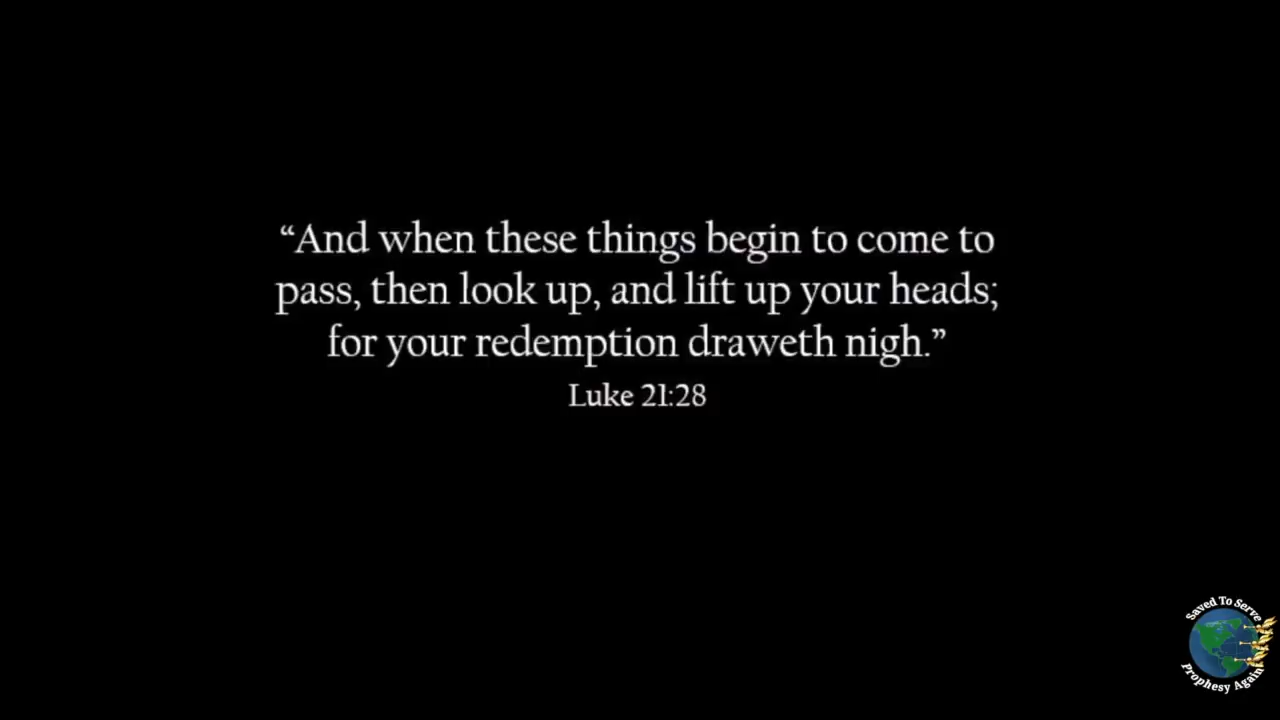 “And when these things begin to come to
pass, then look up, and lift up your heads;
for your redemption draweth nigh.”
Luke 21:28
Saved To Serve
Prophesy Again